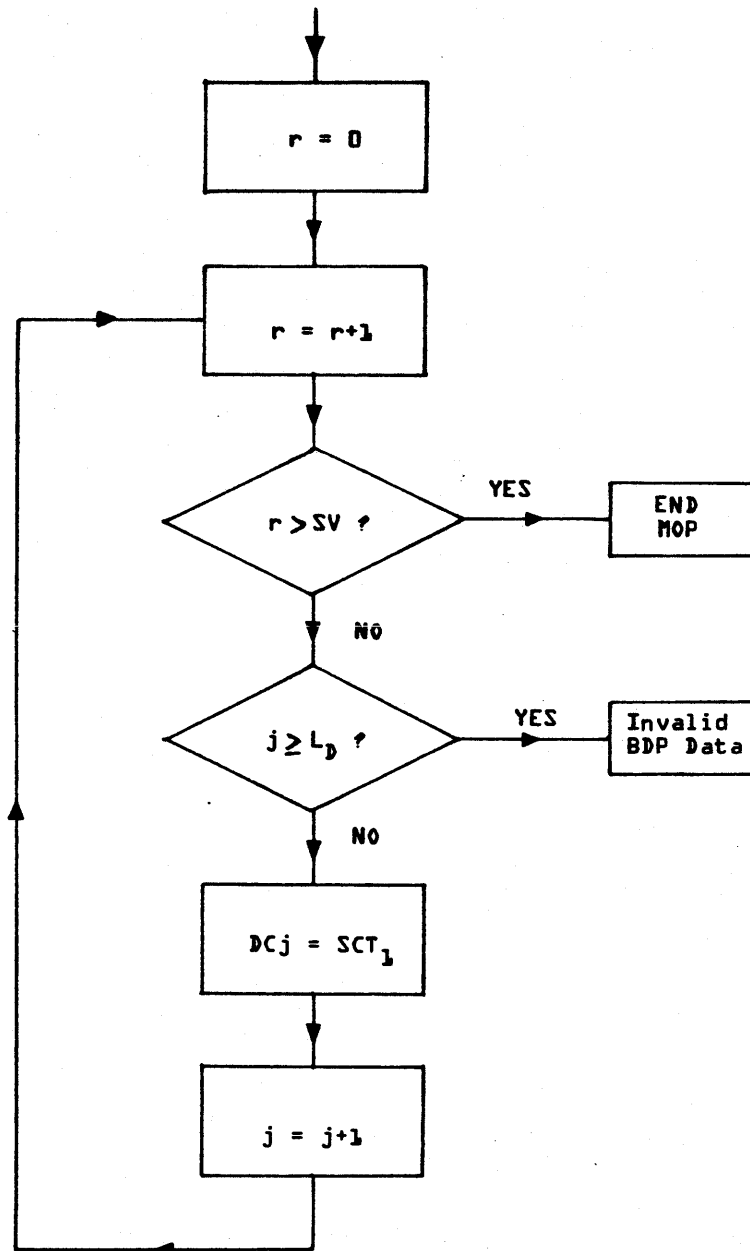 r = 0
r = r+1
r > SV ?
YES
END
MOP
NO
j ≥ L_D ?
YES
Invalid
BDP Data
NO
DCj = SCT_1
j = j+1